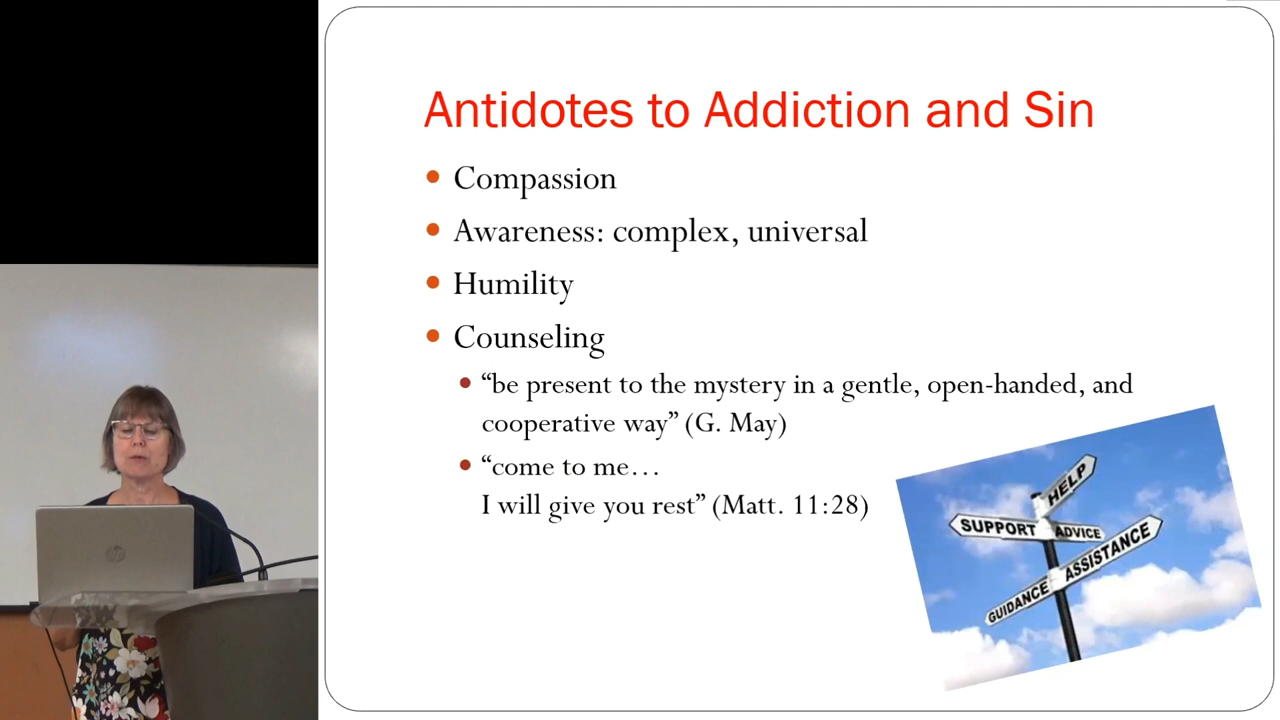 Antidotes to Addiction and Sin
Compassion
Awareness: complex, universal
Humility
Counseling
“be present to the mystery in a gentle, open-handed, and
cooperative way” (G. May)
“come to me…
I will give you rest” (Matt. 11:28)
HELP
SUPPORT
ADVICE
ASSISTANCE
GUIDANCE
hp